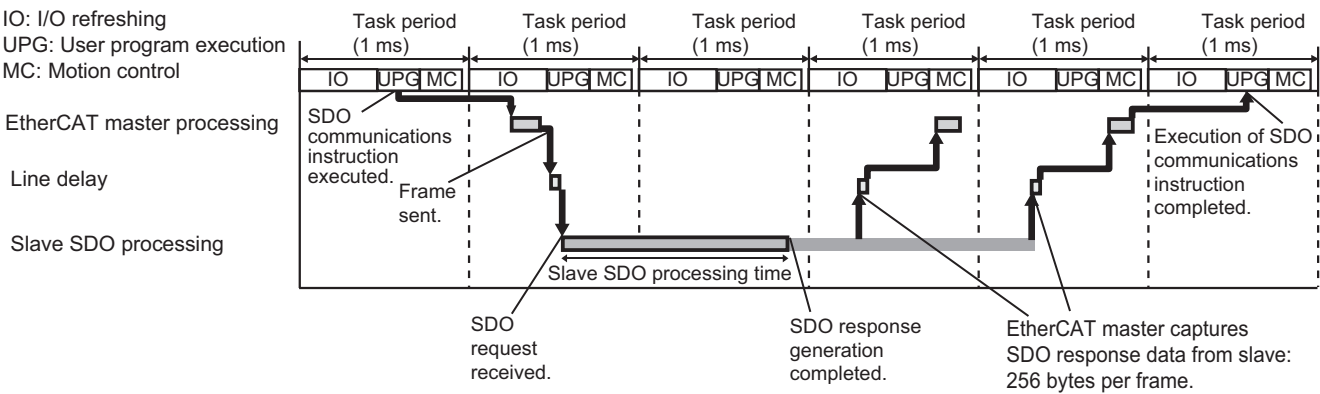 IO: I/O refreshing
UPG: User program execution
MC: Motion control
Task period
(1 ms)
Task period
(1 ms)
Task period
(1 ms)
Task period
(1 ms)
Task period
(1 ms)
Task period
(1 ms)
IO UPG MC IO UPG MC IO UPG MC IO UPG MC IO UPG MC IO UPG MC
EtherCAT master processing
Line delay
Slave SDO processing
SDO
communications
instruction
executed.
Frame
sent.
Execution of SDO
communications
instruction
completed.
Slave SDO processing time
SDO
request
received.
SDO response
generation
completed.
EtherCAT master captures
SDO response data from slave:
256 bytes per frame.